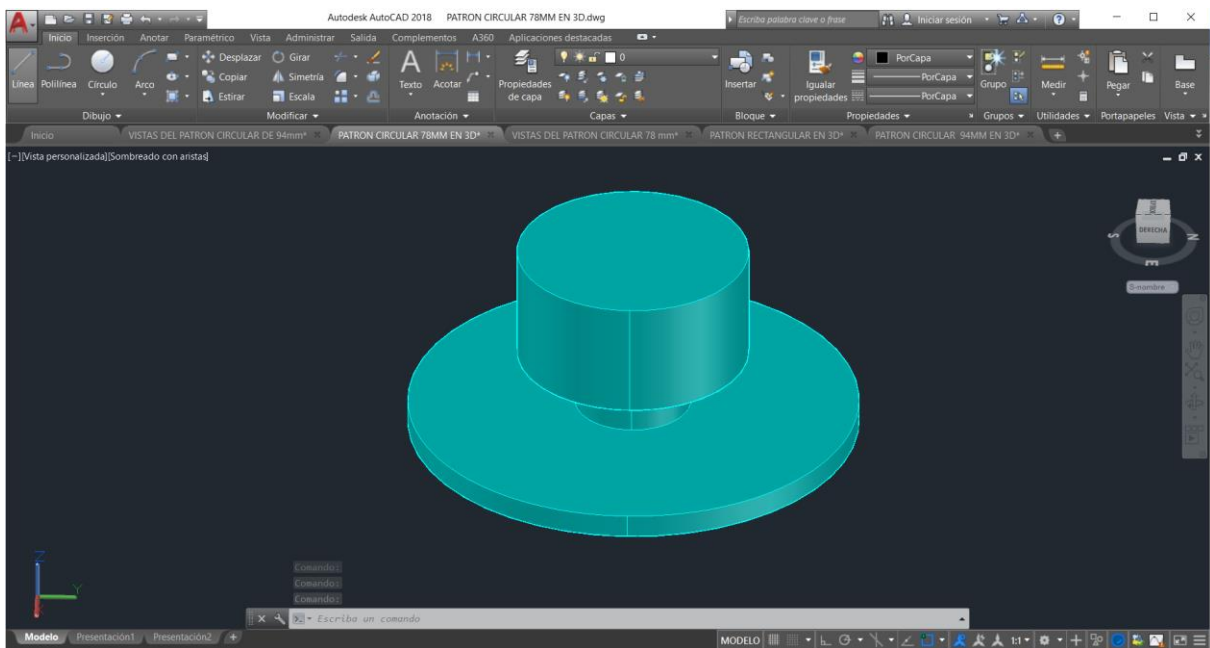 Autodesk AutoCAD 2018 PATRON CIRCULAR 78MM EN 3D.dwg
Escriba palabra clave o frase
Iniciar sesión
Inicio Inserción Anotar Paramétrico Vista Administrar Salida Complementos A360 Aplicaciones destacadas
Línea Polilínea Círculo Arco
Desplazar Girar
Copiar Simetría
Estirar Escala
Texto Acotar
Propiedades de capa
0
Insertar
Igualar propiedades
PorCapa
PorCapa
PorCapa
Grupo
Medir
Pegar
Base
Dibujo Modificar Anotación Capas Bloque Propiedades Grupos Utilidades Portapapeles Vista
Inicio VISTAS DEL PATRON CIRCULAR DE 94mm* PATRON CIRCULAR 78MM EN 3D* VISTAS DEL PATRON CIRCULAR 78 mm* PATRON RECTANGULAR EN 3D* PATRON CIRCULAR 94MM EN 3D*
[−][Vista personalizada][Sombreado con aristas]
DERECHA
S
N
E
S-nombre
Z
Y
Comando:
Comando:
Comando:
Escriba un comando
Modelo Presentación1 Presentación2 +
MODELO
1:1